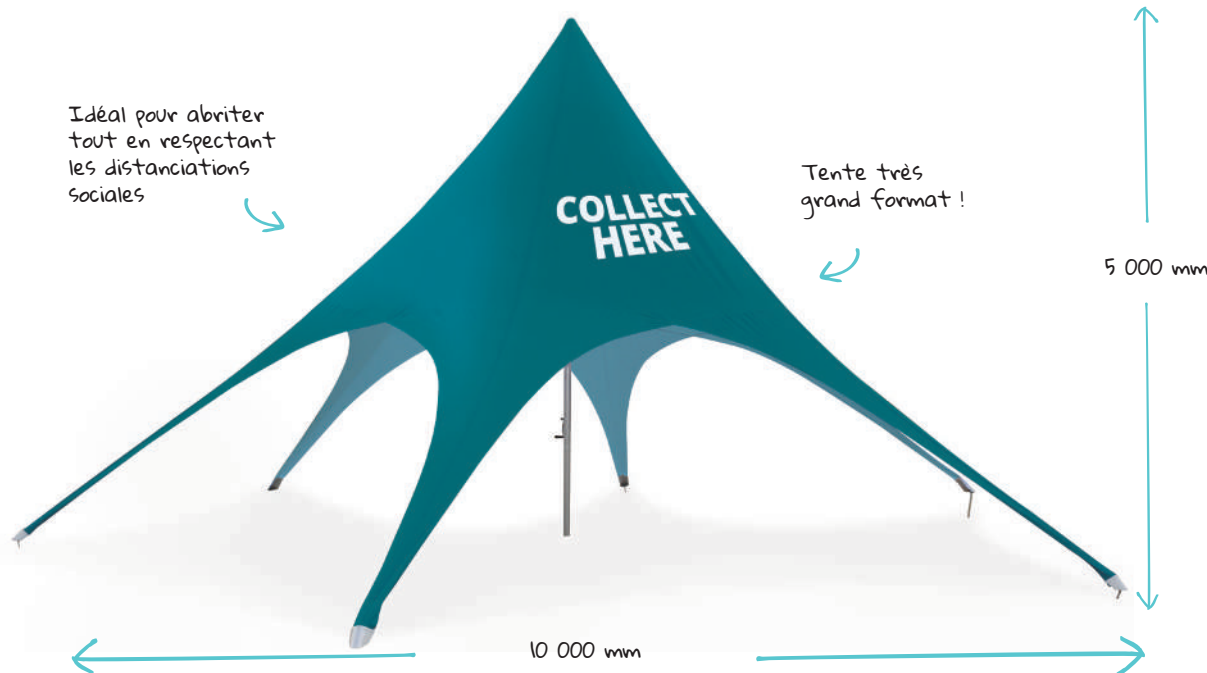 Idéal pour abriter
tout en respectant
les distanciations
sociales
COLLECT
HERE
Tente très
grand format !
5 000 mm
10 000 mm